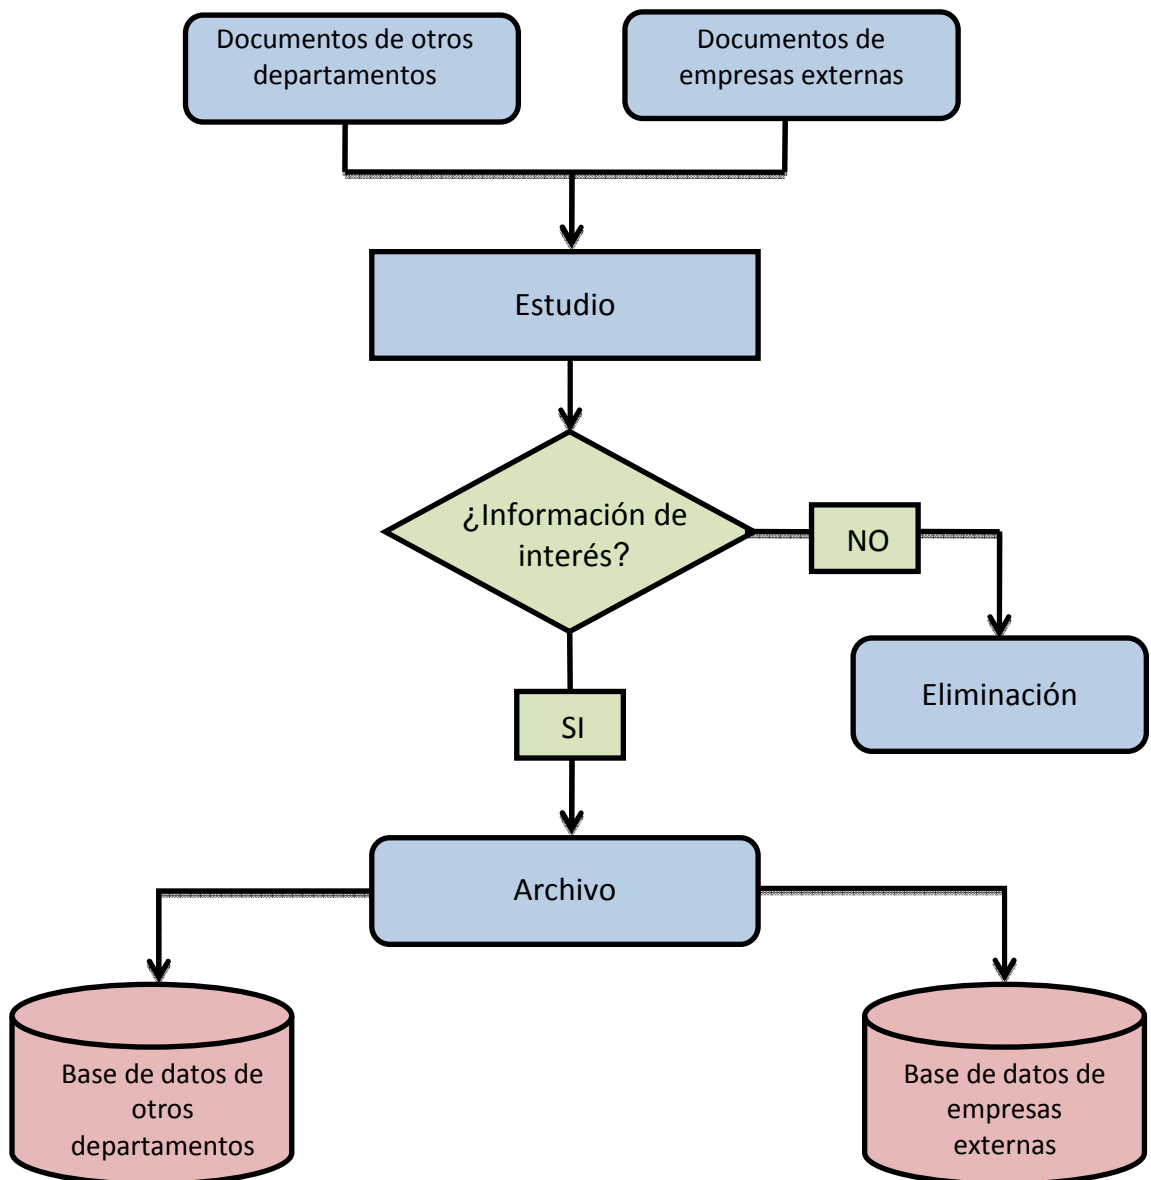 Documentos de otros
departamentos
Documentos de
empresas externas
Estudio
¿Información de
interés?
NO
Eliminación
SI
Archivo
Base de datos de
otros
departamentos
Base de datos de
empresas
externas